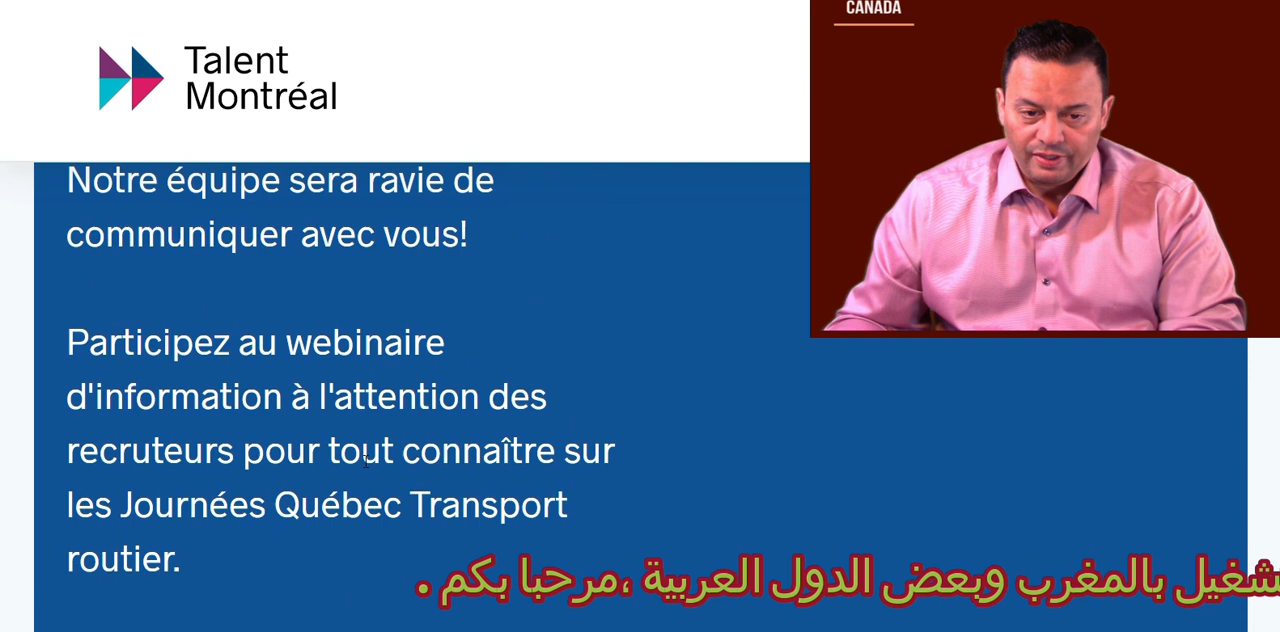 CANADA
Talent
Montréal
Notre équipe sera ravie de
communiquer avec vous!
Participez au webinaire
d'information à l'attention des
recruteurs pour tout connaître sur
les Journées Québec Transport
routier.
بالمغرب وبعض الدول العربية ،مرحبا بكم .